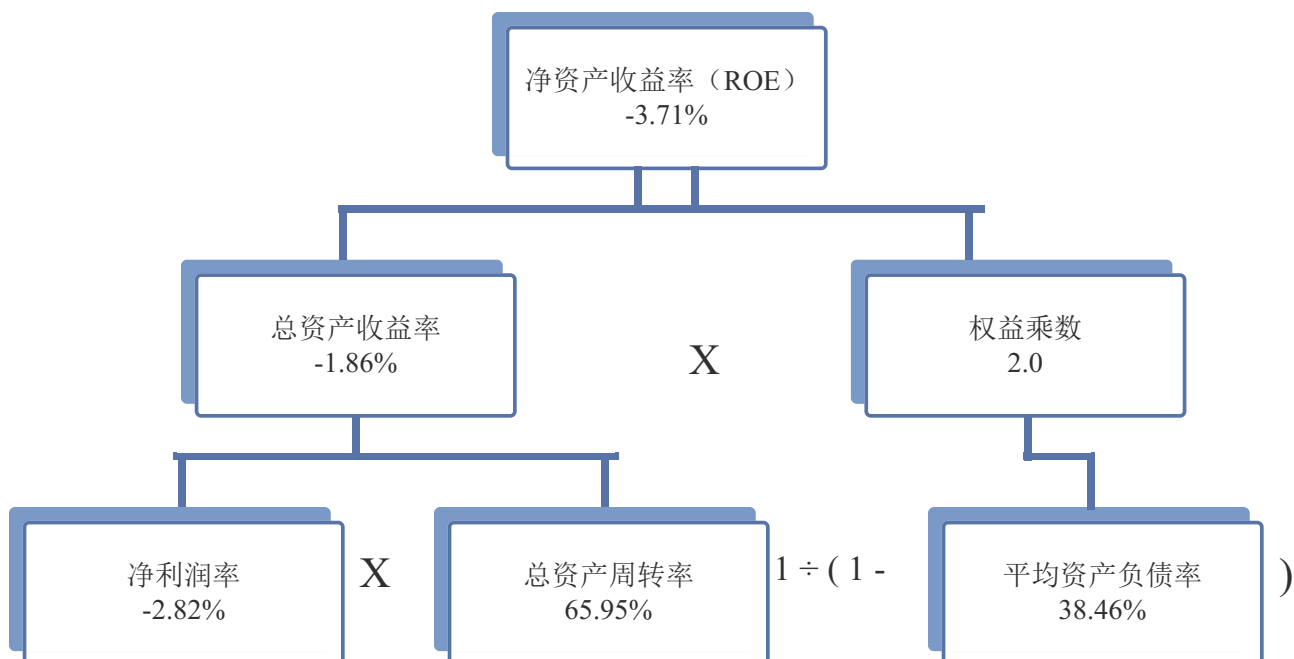 净资产收益率（ROE）
-3.71%
总资产收益率
-1.86%
X
权益乘数
2.0
净利润率
-2.82%
X
总资产周转率
65.95%
1 ÷ ( 1 -
平均资产负债率
38.46%
)